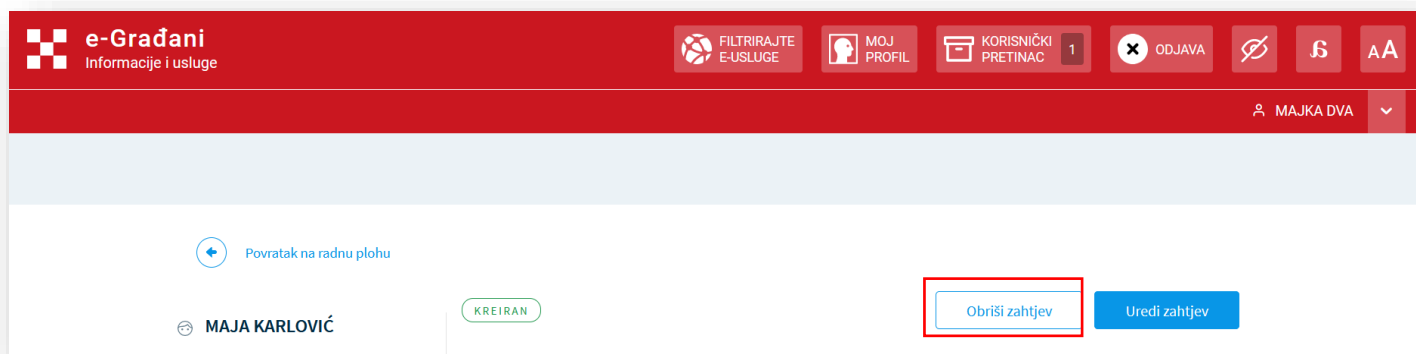 e-Građani
Informacije i usluge
FILTRIRAJTE
E-USLUGE
MOJ
PROFIL
KORISNIČKI
PRETINAC
1
ODJAVA
a
AA
MAJKA DVA
Povratak na radnu plohu
MAJA KARLOVIĆ
KREIRAN
Obriši zahtjev
Uredi zahtjev